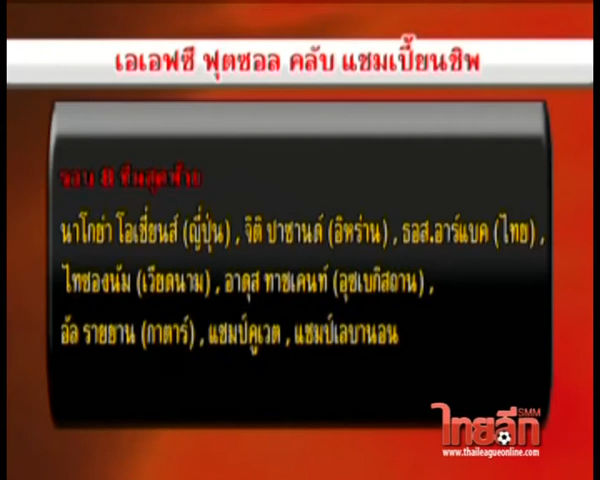 เอเอฟซี ฟุตซอล คลับ แชมเปี้ยนชิพ
รอบ 8 ทีมสุดท้าย
นาโกย่า โอเชี่ยนส์ (ญี่ปุ่น) , จิติ ปาซานด์ (อิหร่าน) , ธอส.อาร์แบค (ไทย) ,
ไทซองนัม (เวียดนาม) , อาดุส ทาชเคนท์ (อุซเบกิสถาน) ,
อัล รายยาน (กาตาร์) , แชมป์คูเวต , แชมป์เลบานอน
SMM
ไทยลีก
www.thaileagueonline.com